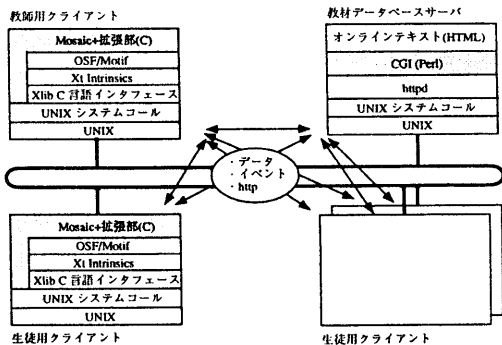 教師用クライアント
Mosaic+拡張部(C)
OSF/Motif
Xt Intrinsics
Xlib C 言語インタフェース
UNIX システムコール
UNIX
教材データベースサーバ
オンラインテキスト(HTML)
CGI (Perl)
httpd
UNIX システムコール
UNIX
・データ
・イベント
・http
Mosaic+拡張部(C)
OSF/Motif
Xt Intrinsics
Xlib C 言語インタフェース
UNIX システムコール
UNIX
生徒用クライアント
生徒用クライアント